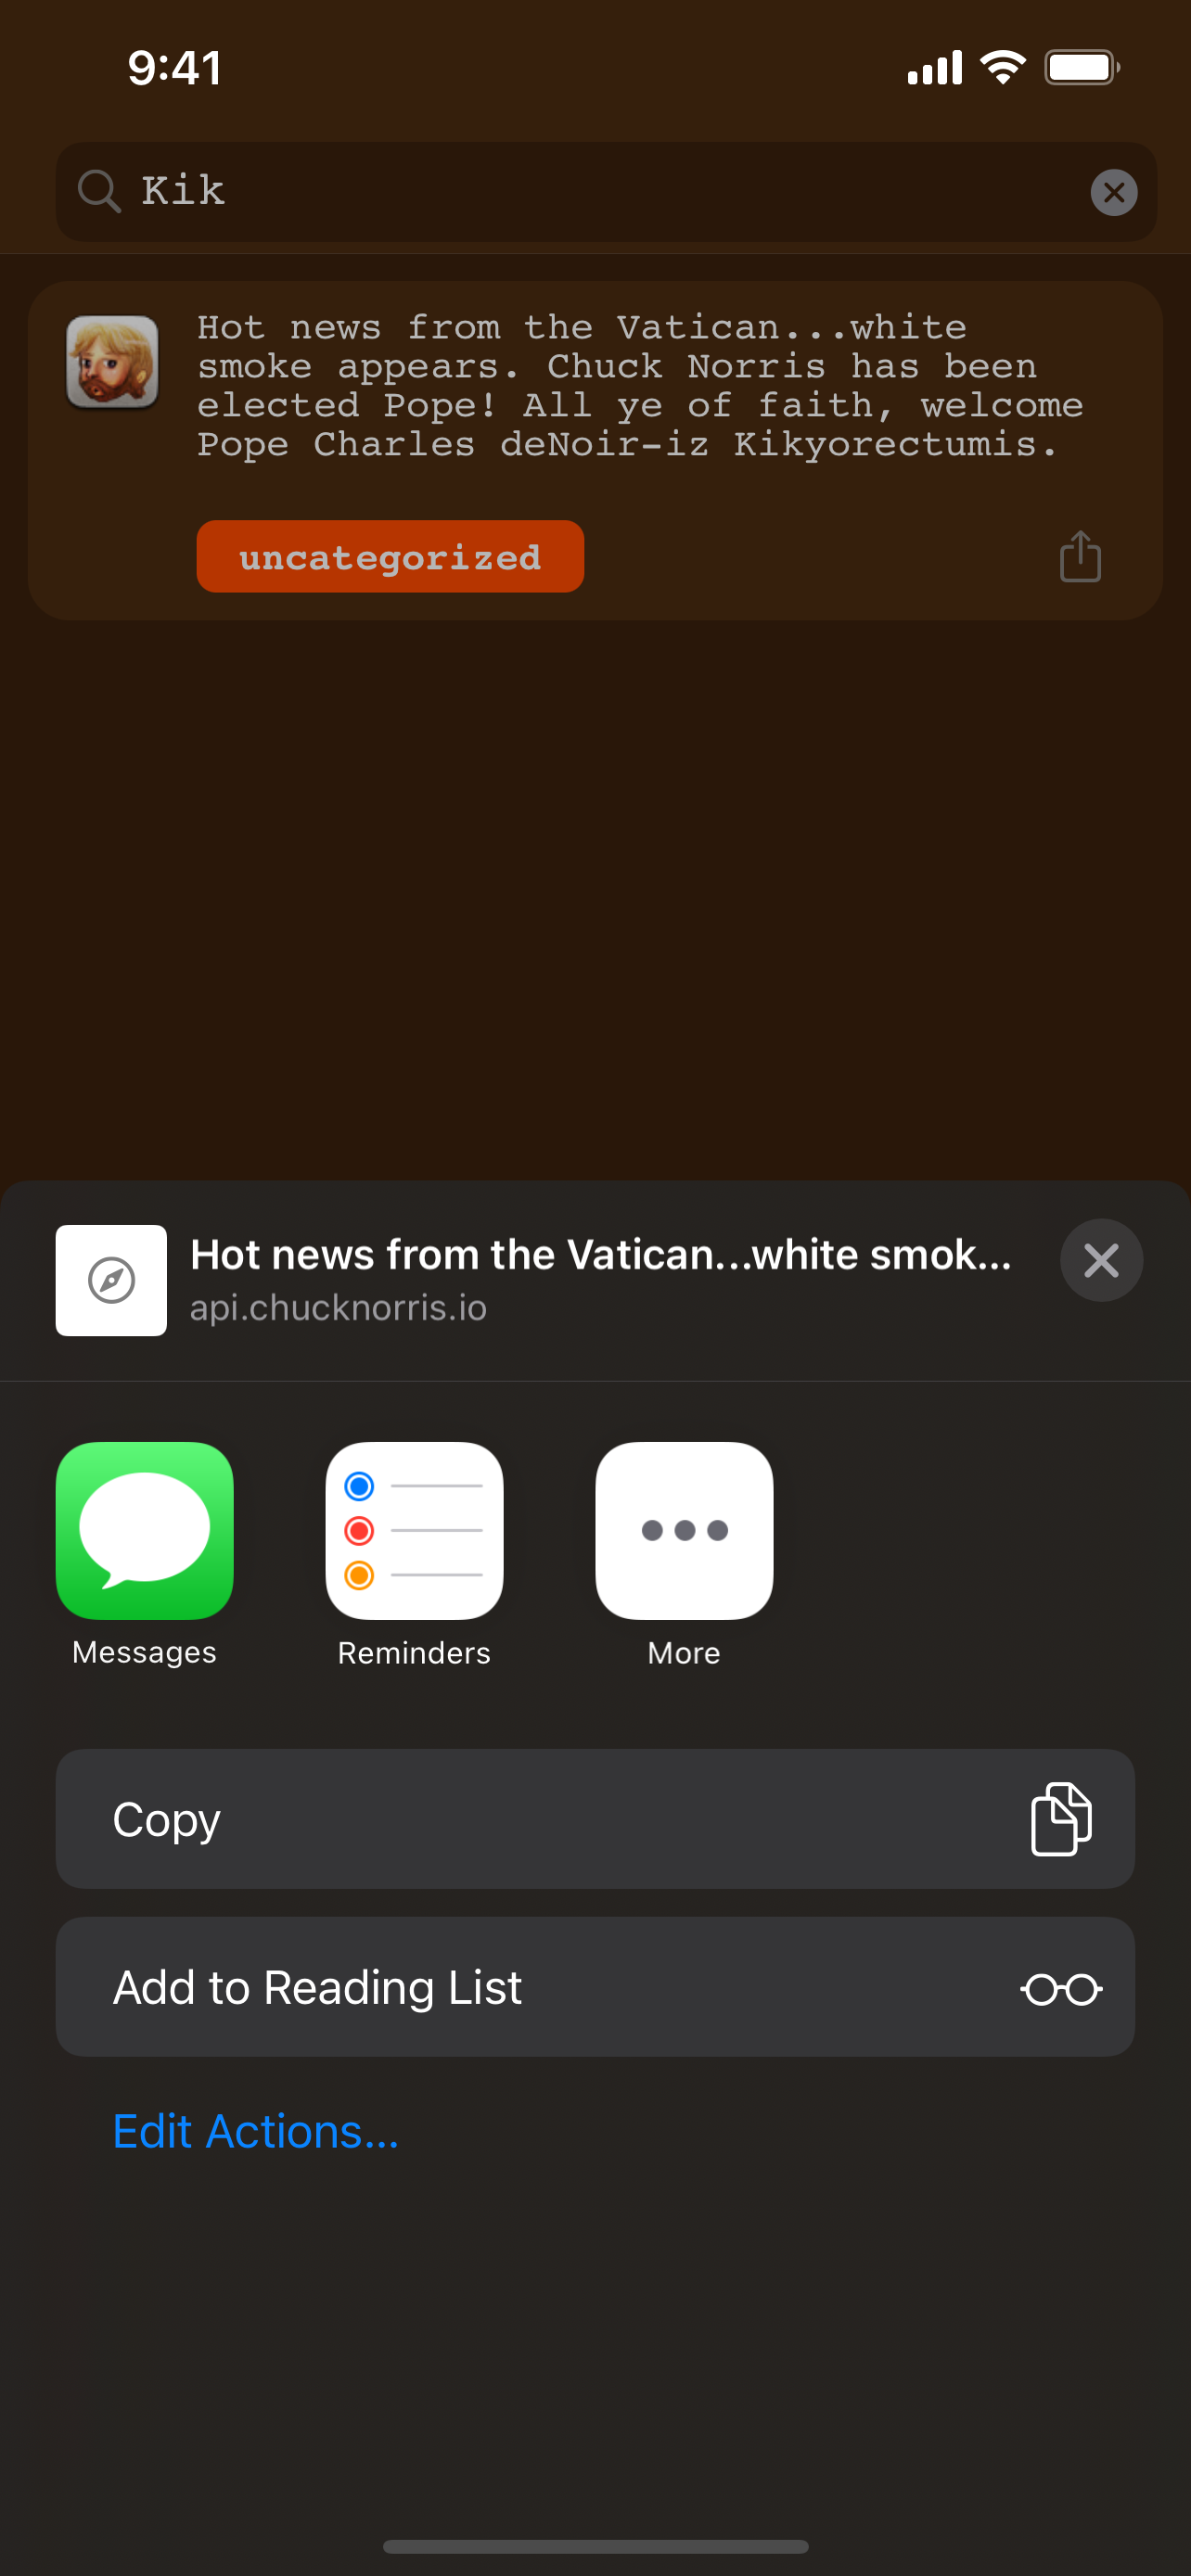 9:41
Kik
Hot news from the Vatican...white
smoke appears. Chuck Norris has been
elected Pope! All ye of faith, welcome
Pope Charles deNoir-iz Kikyorectumis.
uncategorized
Hot news from the Vatican...white smok...
api.chucknorris.io
Messages
Reminders
More
Copy
Add to Reading List
Edit Actions...